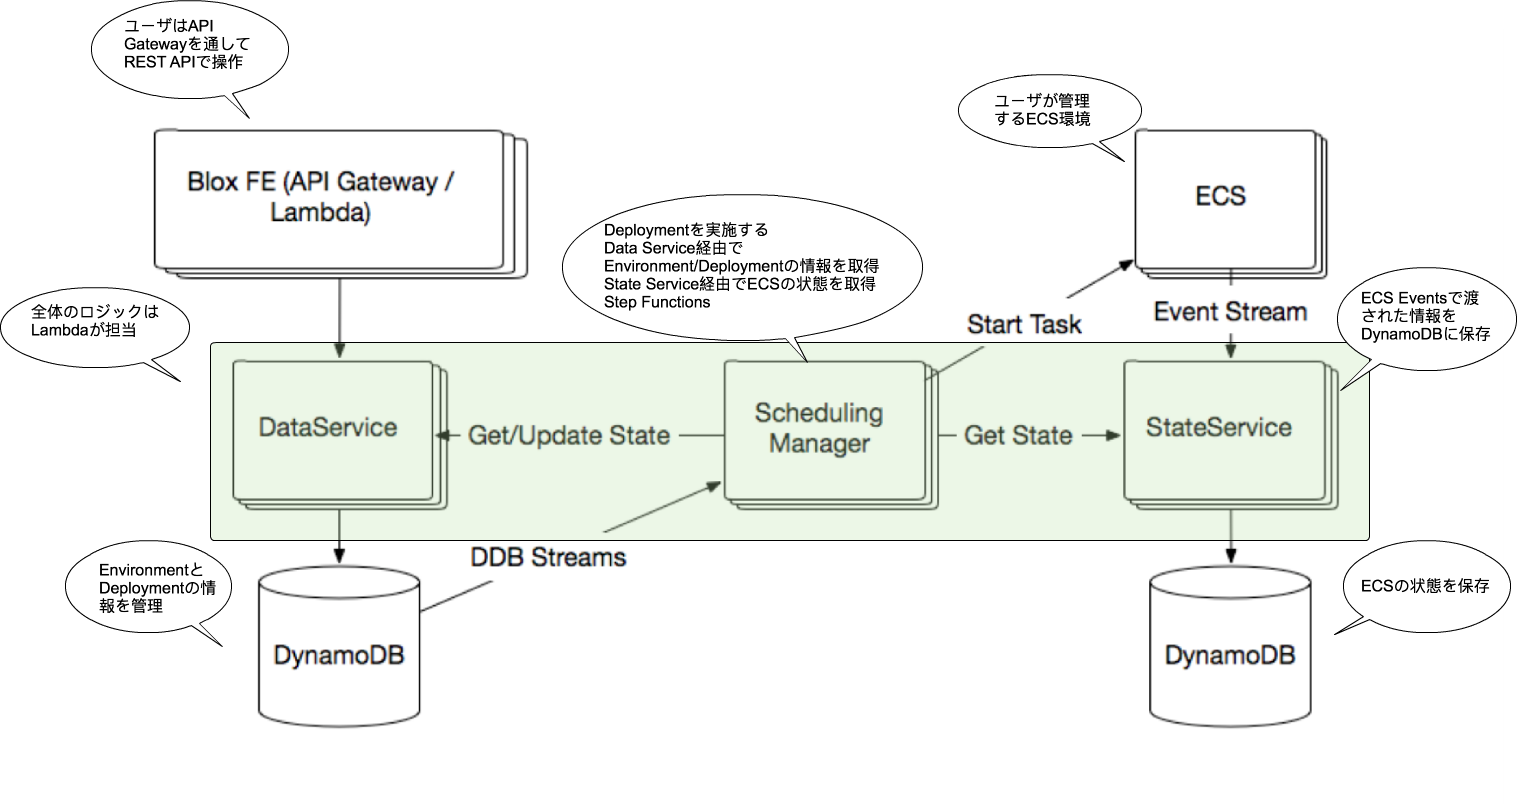 ユーザはAPI
Gatewayを通して
REST APIで操作
ユーザが管理
するECS環境
Blox FE (API Gateway /
Lambda)
ECS
Deploymentを実施する
Data Service経由で
Environment/Deploymentの情報を取得
State Service経由でECSの状態を取得
Step Functions
全体のロジックは
Lambdaが担当
Start Task
Event Stream
ECS Eventsで渡
された情報を
DynamoDBに保存
DataService
Get/Update State
Scheduling
Manager
Get State
StateService
DDB Streams
Environmentと
Deploymentの情
報を管理
ECSの状態を保存
DynamoDB
DynamoDB